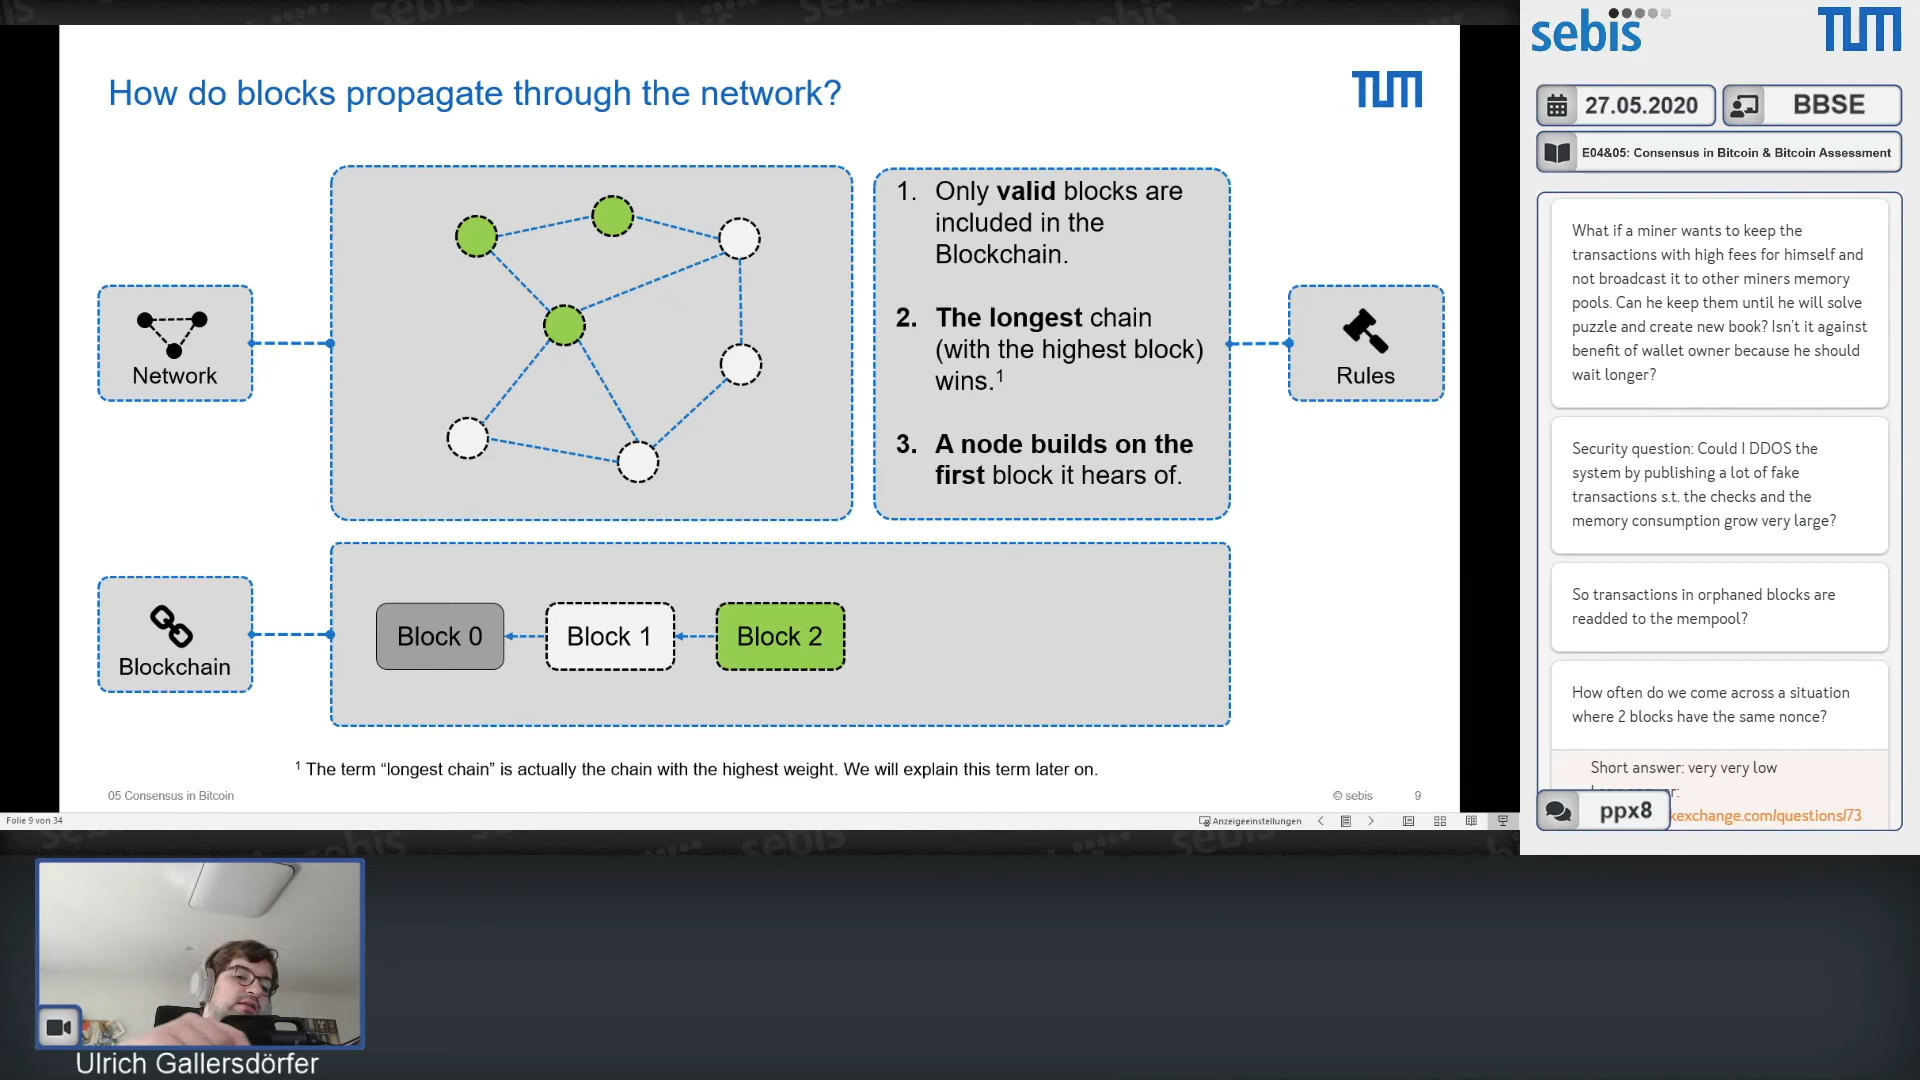 How do blocks propagate through the network?
TUM
Network
1. Only valid blocks are
included in the
Blockchain.
2. The longest chain
(with the highest block)
wins.¹
3. A node builds on the
first block it hears of.
Rules
Blockchain
Block 0
Block 1
Block 2
¹ The term “longest chain” is actually the chain with the highest weight. We will explain this term later on.
05 Consensus in Bitcoin
© sebis
9
Folie 9 von 34
Anzeigeeinstellungen
sebis
TUM
27.05.2020
BBSE
E04&05: Consensus in Bitcoin & Bitcoin Assessment
What if a miner wants to keep the
transactions with high fees for himself and
not broadcast it to other miners memory
pools. Can he keep them until he will solve
puzzle and create new book? Isn't it against
benefit of wallet owner because he should
wait longer?
Security question: Could I DDOS the
system by publishing a lot of fake
transactions s.t. the checks and the
memory consumption grow very large?
So transactions in orphaned blocks are
readded to the mempool?
How often do we come across a situation
where 2 blocks have the same nonce?
Short answer: very very low
kexchange.com/questions/73
ppx8
Ulrich Gallersdörfer